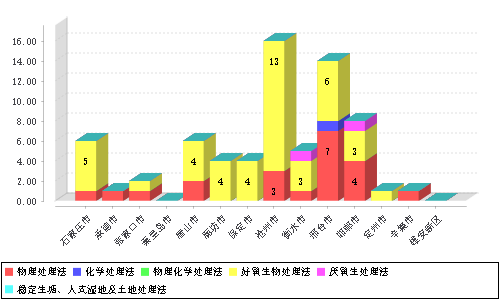 16.00
14.00
12.00
10.00
8.00
6.00
4.00
2.00
0.00
5
4
4
4
13
3
3
6
7
3
4
石家庄市
承德市
张家口市
秦皇岛市
唐山市
廊坊市
保定市
沧州市
衡水市
邢台市
邯郸市
定州市
辛集市
雄安新区
物理处理法 化学处理法 物理化学处理法 好氧生物处理法 厌氧生处理法
稳定生塘、人工湿地及土地处理法